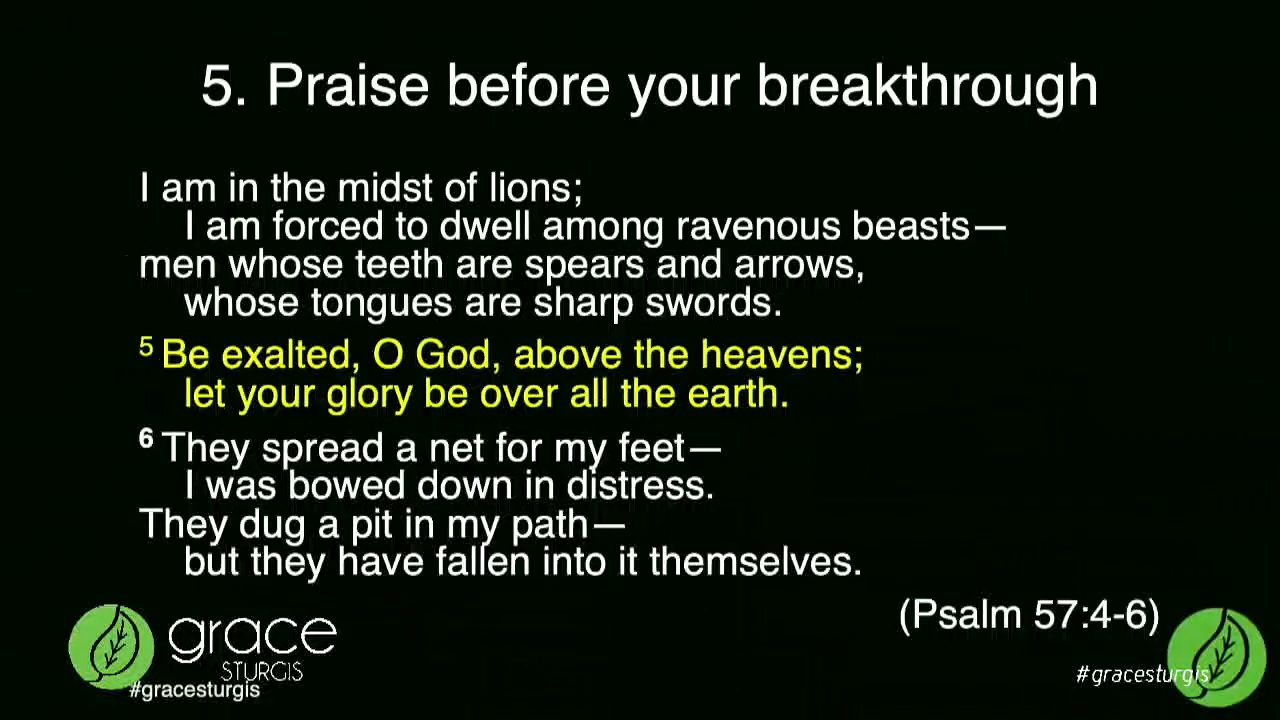 5. Praise before your breakthrough
I am in the midst of lions;
I am forced to dwell among ravenous beasts—
men whose teeth are spears and arrows,
whose tongues are sharp swords.
5 Be exalted, O God, above the heavens;
let your glory be over all the earth.
6 They spread a net for my feet—
I was bowed down in distress.
They dug a pit in my path—
but they have fallen into it themselves.
(Psalm 57:4-6)
grace
STURGIS
#gracesturgis
#gracesturgis